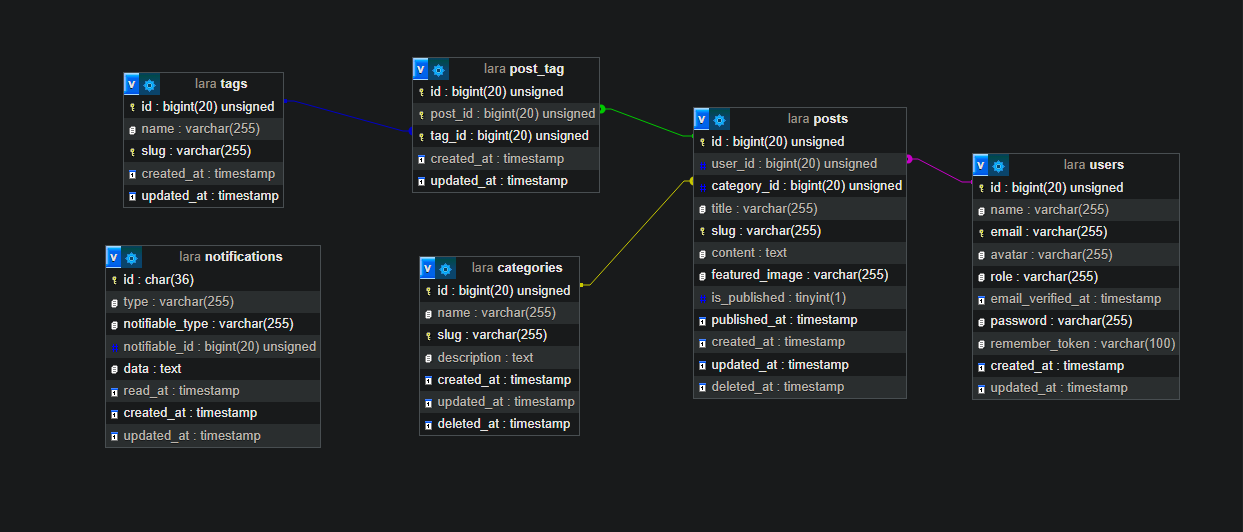 v lara tags
id : bigint(20) unsigned
name : varchar(255)
slug : varchar(255)
created_at : timestamp
updated_at : timestamp
v lara post_tag
id : bigint(20) unsigned
post_id : bigint(20) unsigned
tag_id : bigint(20) unsigned
created_at : timestamp
updated_at : timestamp
v lara posts
id : bigint(20) unsigned
user_id : bigint(20) unsigned
category_id : bigint(20) unsigned
title : varchar(255)
slug : varchar(255)
content : text
featured_image : varchar(255)
is_published : tinyint(1)
published_at : timestamp
created_at : timestamp
updated_at : timestamp
deleted_at : timestamp
v lara users
id : bigint(20) unsigned
name : varchar(255)
email : varchar(255)
avatar : varchar(255)
role : varchar(255)
email_verified_at : timestamp
password : varchar(255)
remember_token : varchar(100)
created_at : timestamp
updated_at : timestamp
v lara notifications
id : char(36)
type : varchar(255)
notifiable_type : varchar(255)
notifiable_id : bigint(20) unsigned
data : text
read_at : timestamp
created_at : timestamp
updated_at : timestamp
v lara categories
id : bigint(20) unsigned
name : varchar(255)
slug : varchar(255)
description : text
created_at : timestamp
updated_at : timestamp
deleted_at : timestamp